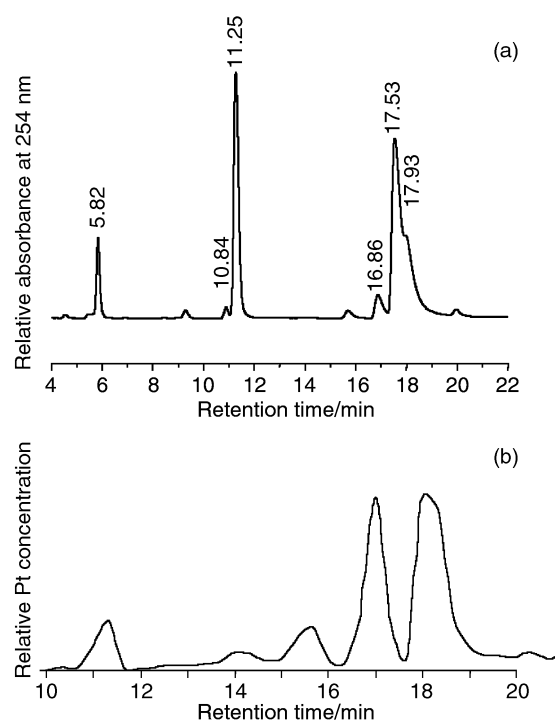 (a)
Relative absorbance at 254 nm
5.82
10.84
11.25
16.86
17.53
17.93
4 6 8 10 12 14 16 18 20 22
Retention time/min
(b)
Relative Pt concentration
10 12 14 16 18 20
Retention time/min